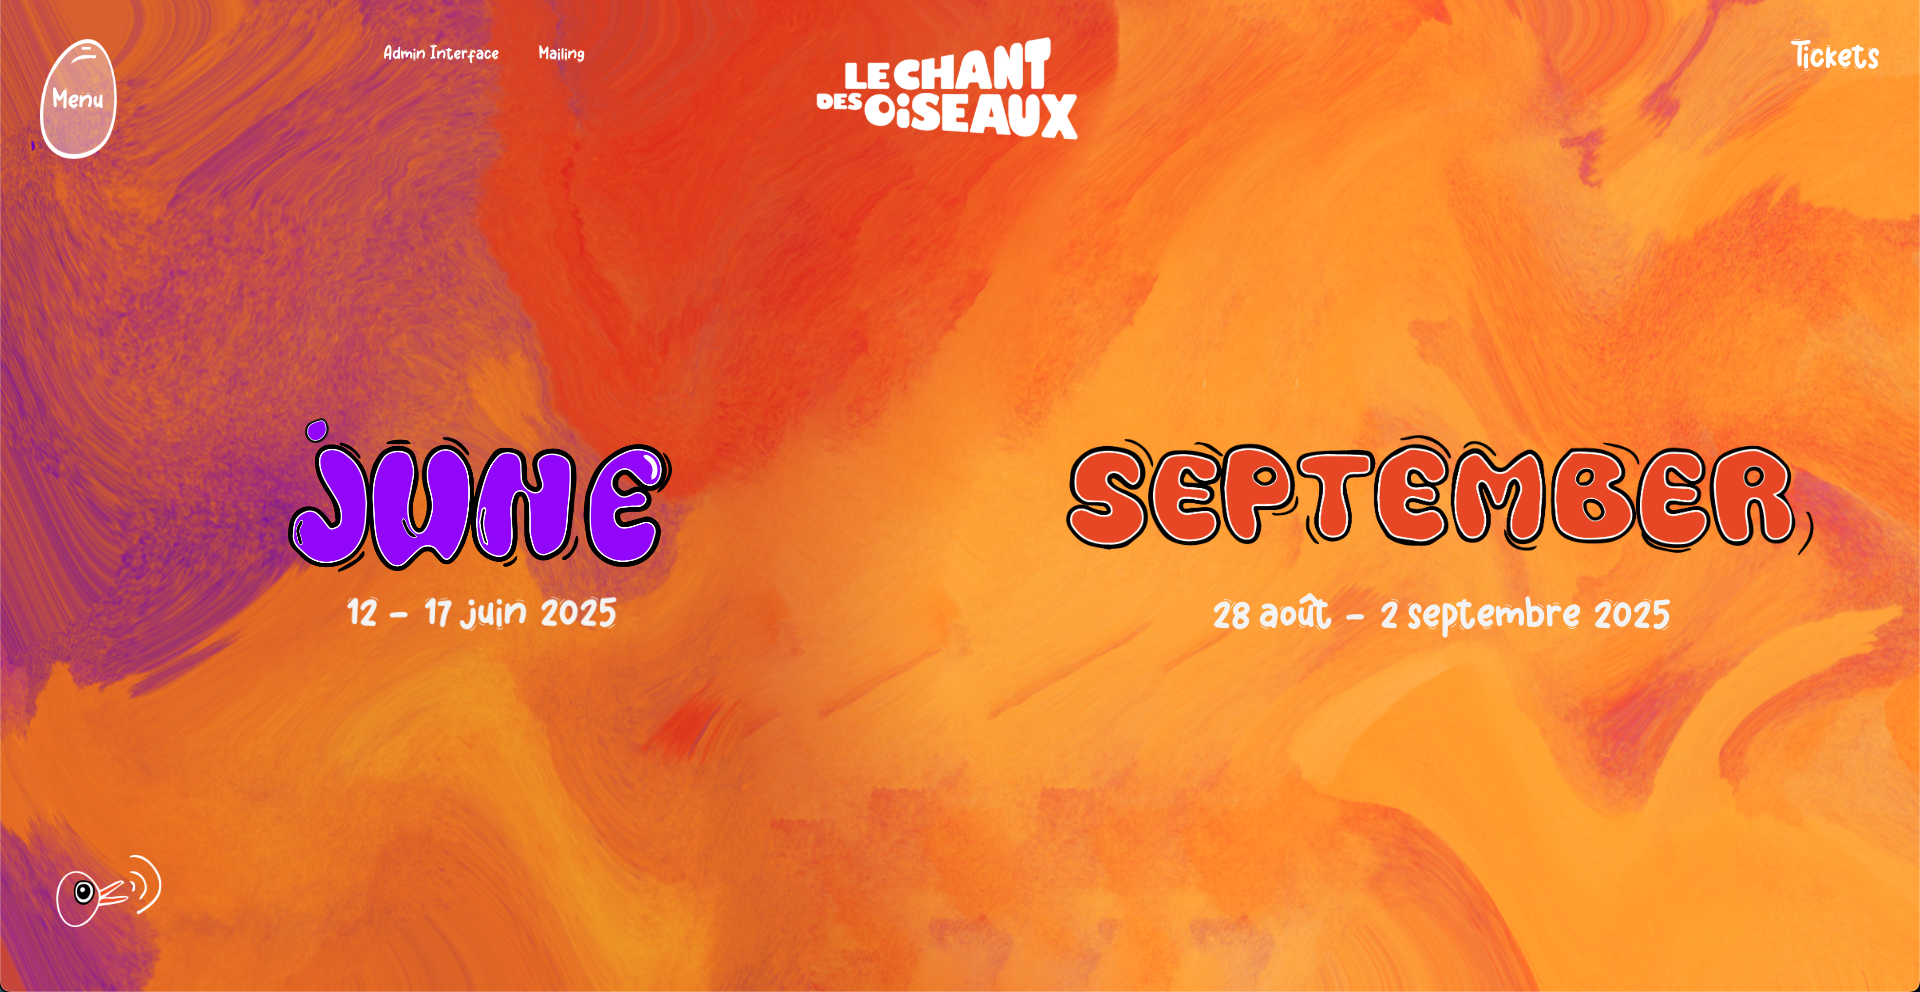 Menu
Admin Interface
Mailing
LE CHANT
DES OiSEAUX
Tickets
JUNE
SEPTEMBER
12 – 17 juin 2025
28 août – 2 septembre 2025